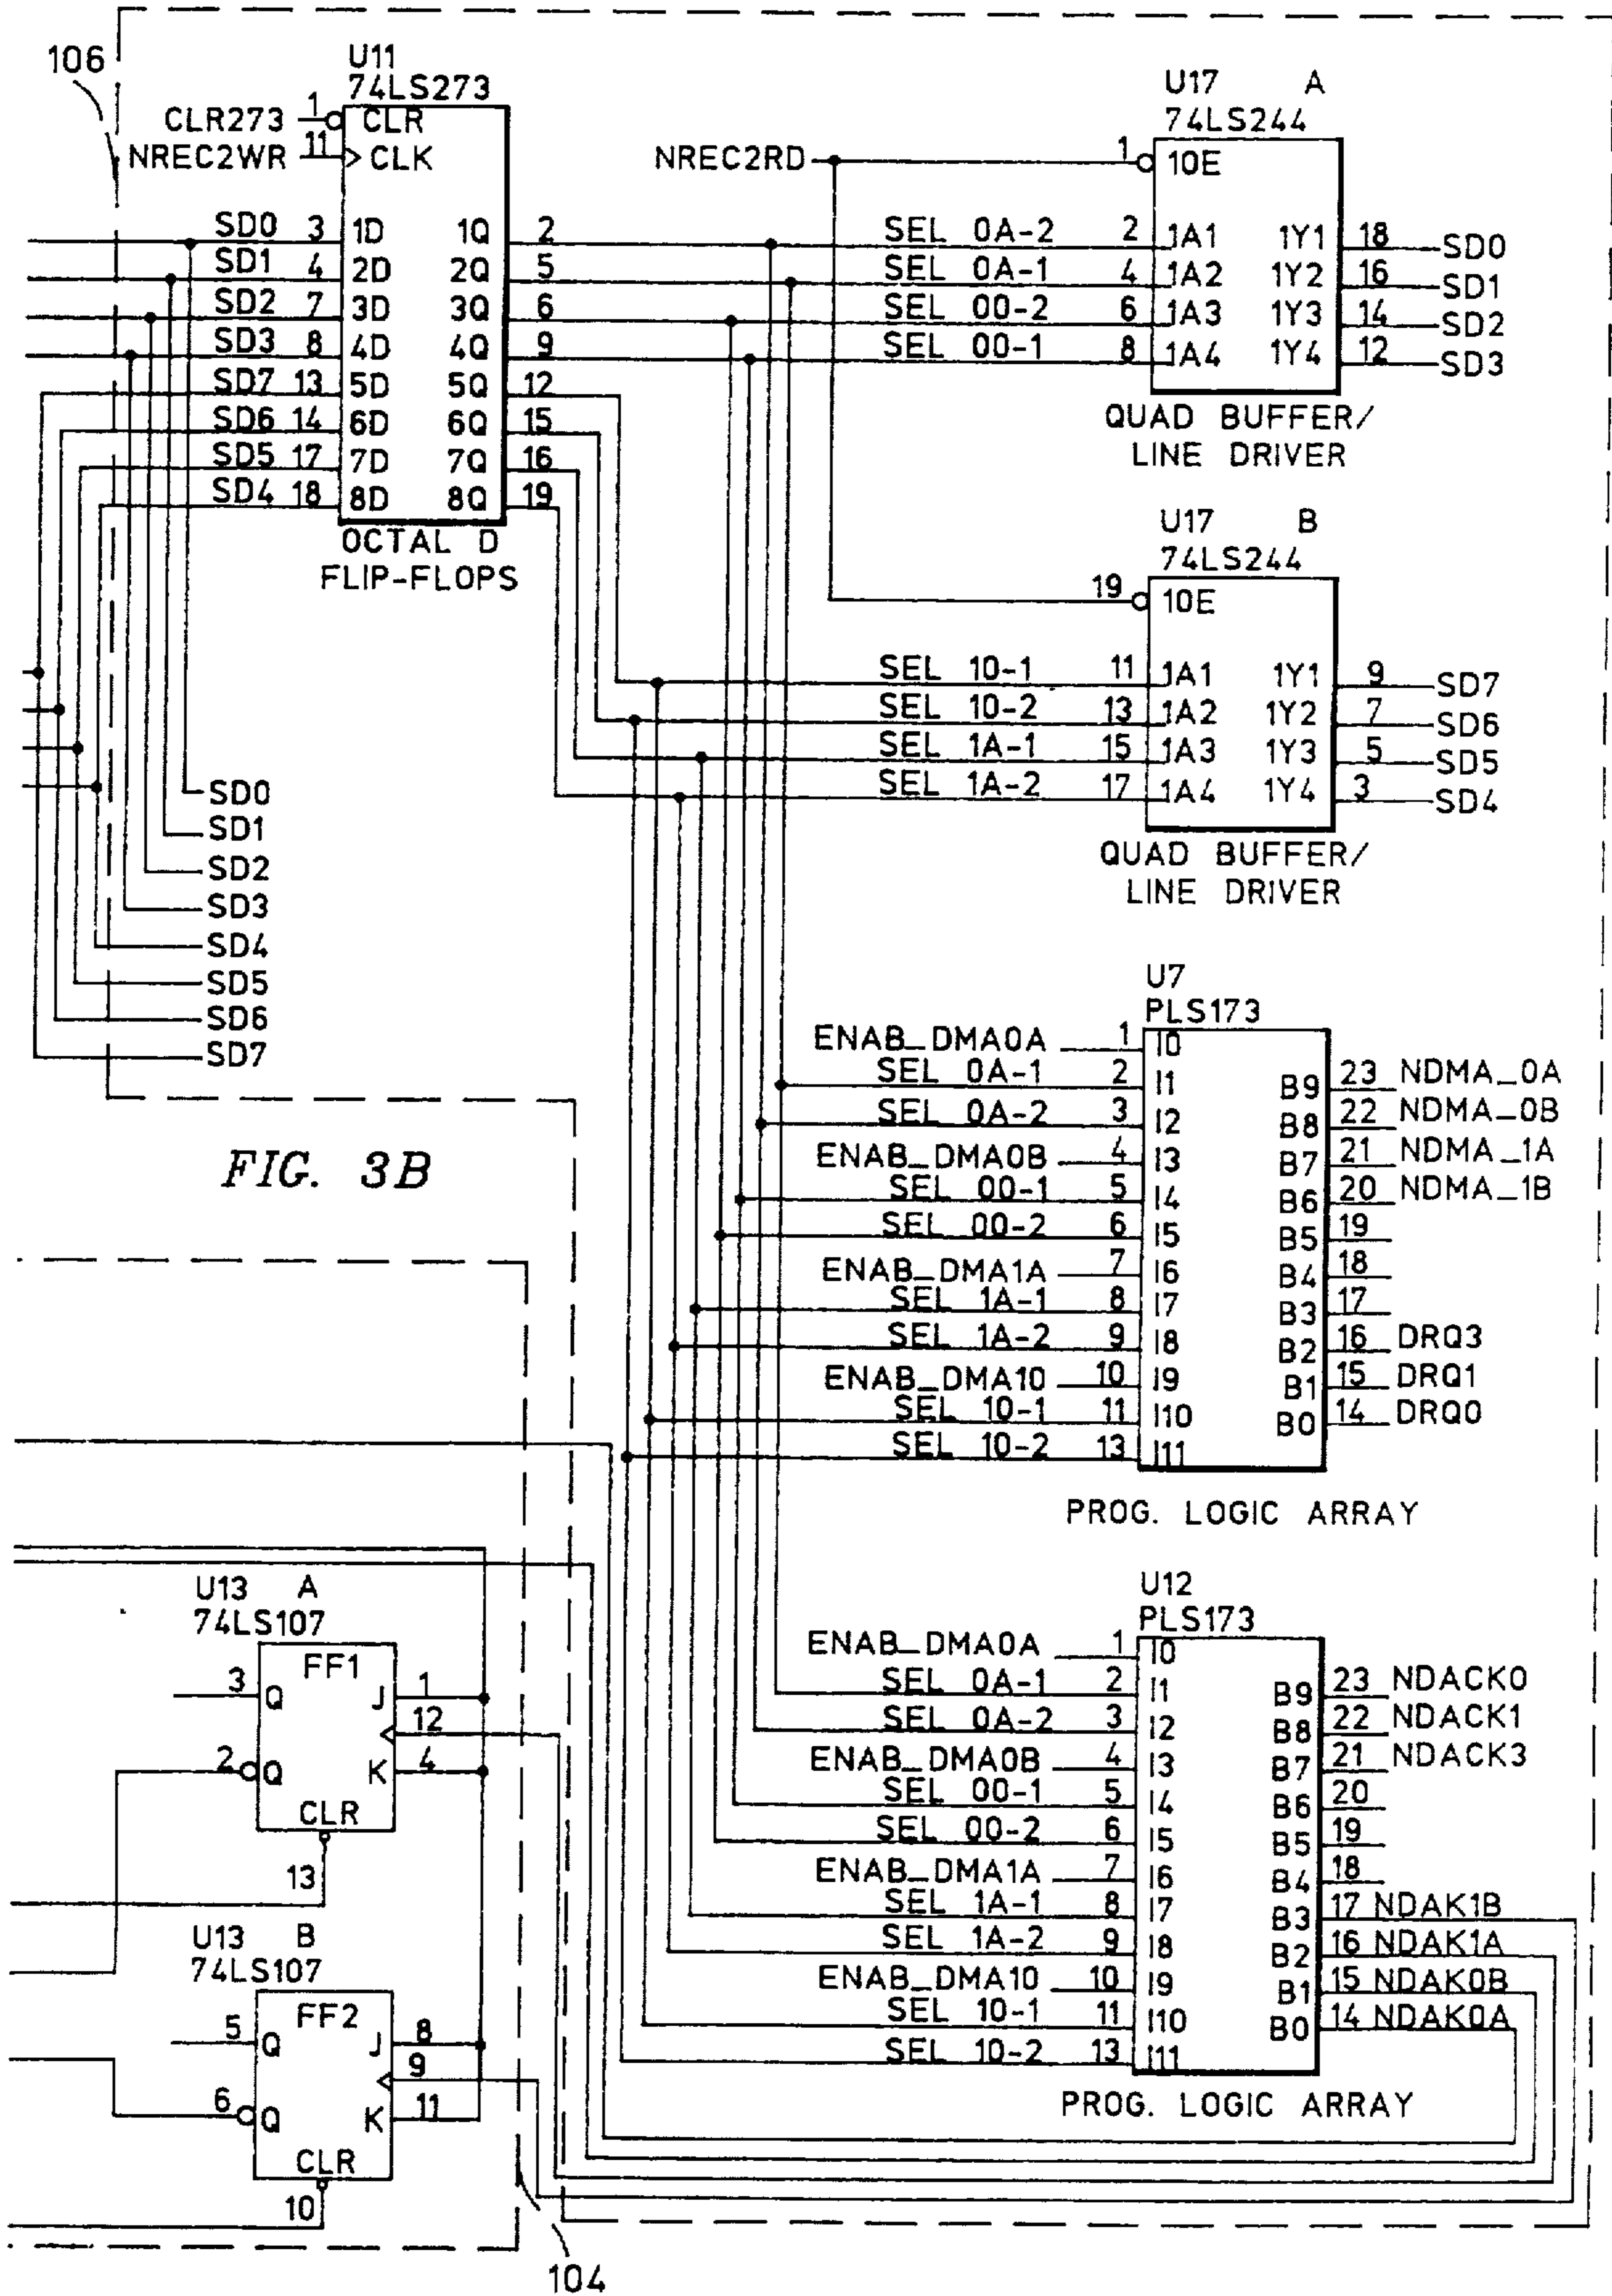 106
U11
74LS273
CLR273 1 CLR
NREC2WR 11 CLK
SD0 3 1D 1Q 2
SD1 4 2D 2Q 5
SD2 7 3D 3Q 6
SD3 8 4D 4Q 9
SD7 13 5D 5Q 12
SD6 14 6D 6Q 15
SD5 17 7D 7Q 16
SD4 18 8D 8Q 19
OCTAL D
FLIP-FLOPS
U17 A
74LS244
NREC2RD 1 10E
SEL 0A-2 2 1A1 1Y1 18 SD0
SEL 0A-1 4 1A2 1Y2 16 SD1
SEL 00-2 6 1A3 1Y3 14 SD2
SEL 00-1 8 1A4 1Y4 12 SD3
QUAD BUFFER/
LINE DRIVER
U17 B
74LS244
19 10E
SEL 10-1 11 1A1 1Y1 9 SD7
SEL 10-2 13 1A2 1Y2 7 SD6
SEL 1A-1 15 1A3 1Y3 5 SD5
SEL 1A-2 17 1A4 1Y4 3 SD4
QUAD BUFFER/
LINE DRIVER
SD0
SD1
SD2
SD3
SD4
SD5
SD6
SD7
FIG. 3B
U7
PLS173
ENAB_DMA0A 1 I0
SEL 0A-1 2 I1 B9 23 NDMA_0A
SEL 0A-2 3 I2 B8 22 NDMA_0B
ENAB_DMA0B 4 I3 B7 21 NDMA_1A
SEL 00-1 5 I4 B6 20 NDMA_1B
SEL 00-2 6 I5 B5 19
ENAB_DMA1A 7 I6 B4 18
SEL 1A-1 8 I7 B3 17
SEL 1A-2 9 I8 B2 16 DRQ3
ENAB_DMA10 10 I9 B1 15 DRQ1
SEL 10-1 11 I10 B0 14 DRQ0
SEL 10-2 13 I11
PROG. LOGIC ARRAY
U13 A
74LS107
FF1
3 Q J 1
12
2 Q K 4
CLR
13
U13 B
74LS107
FF2
5 Q J 8
9
6 Q K 11
CLR
10
U12
PLS173
ENAB_DMA0A 1 I0
SEL 0A-1 2 I1 B9 23 NDACK0
SEL 0A-2 3 I2 B8 22 NDACK1
ENAB_DMA0B 4 I3 B7 21 NDACK3
SEL 00-1 5 I4 B6 20
SEL 00-2 6 I5 B5 19
ENAB_DMA1A 7 I6 B4 18
SEL 1A-1 8 I7 B3 17 NDAK1B
SEL 1A-2 9 I8 B2 16 NDAK1A
ENAB_DMA10 10 I9 B1 15 NDAK0B
SEL 10-1 11 I10 B0 14 NDAK0A
SEL 10-2 13 I11
PROG. LOGIC ARRAY
104